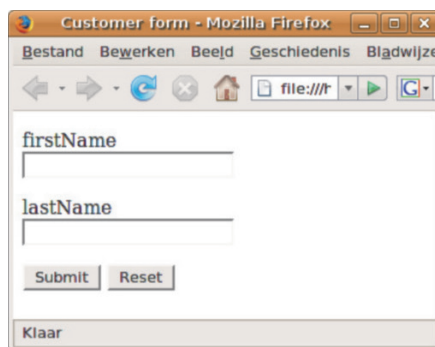 Customer form - Mozilla Firefox
Bestand Bewerken Beeld Geschiedenis Bladwijze
file:///h G
firstName
lastName
Submit Reset
Klaar